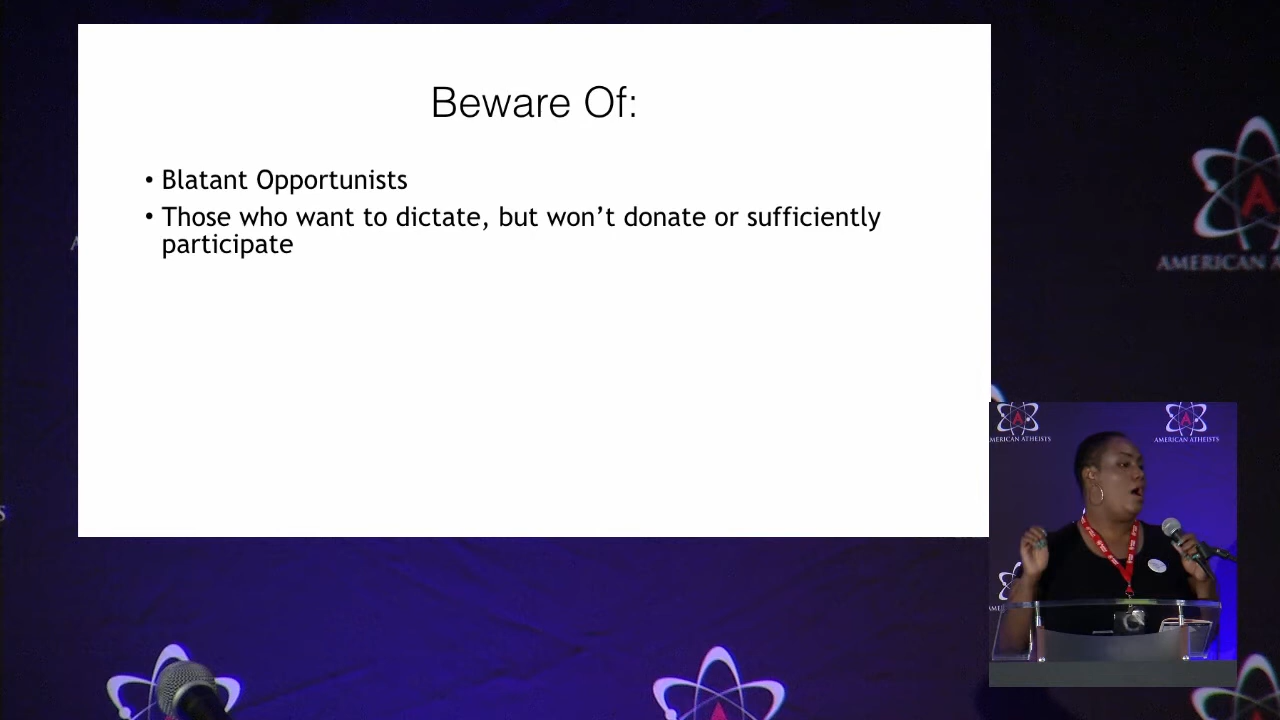 Beware Of:
• Blatant Opportunists
• Those who want to dictate, but won’t donate or sufficiently
participate
AMERICAN A
AMERICAN ATHEISTS
AMERICAN ATHEISTS